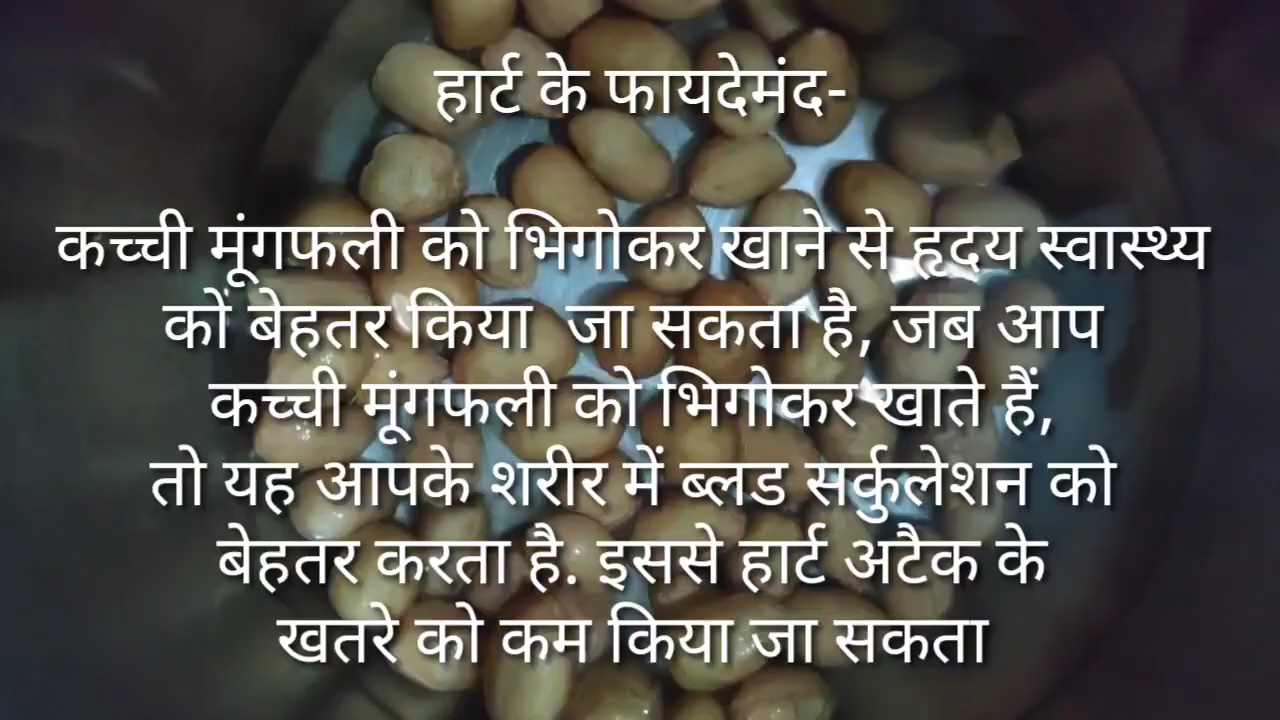 हार्ट के फायदेमंद-
कच्ची मूंगफली को भिगोकर खाने से हृदय स्वास्थ्य
कों बेहतर किया जा सकता है, जब आप
कच्ची मूंगफली को भिगोकर खाते हैं,
तो यह आपके शरीर में ब्लड सर्कुलेशन को
बेहतर करता है. इससे हार्ट अटैक के
खतरे को कम किया जा सकता